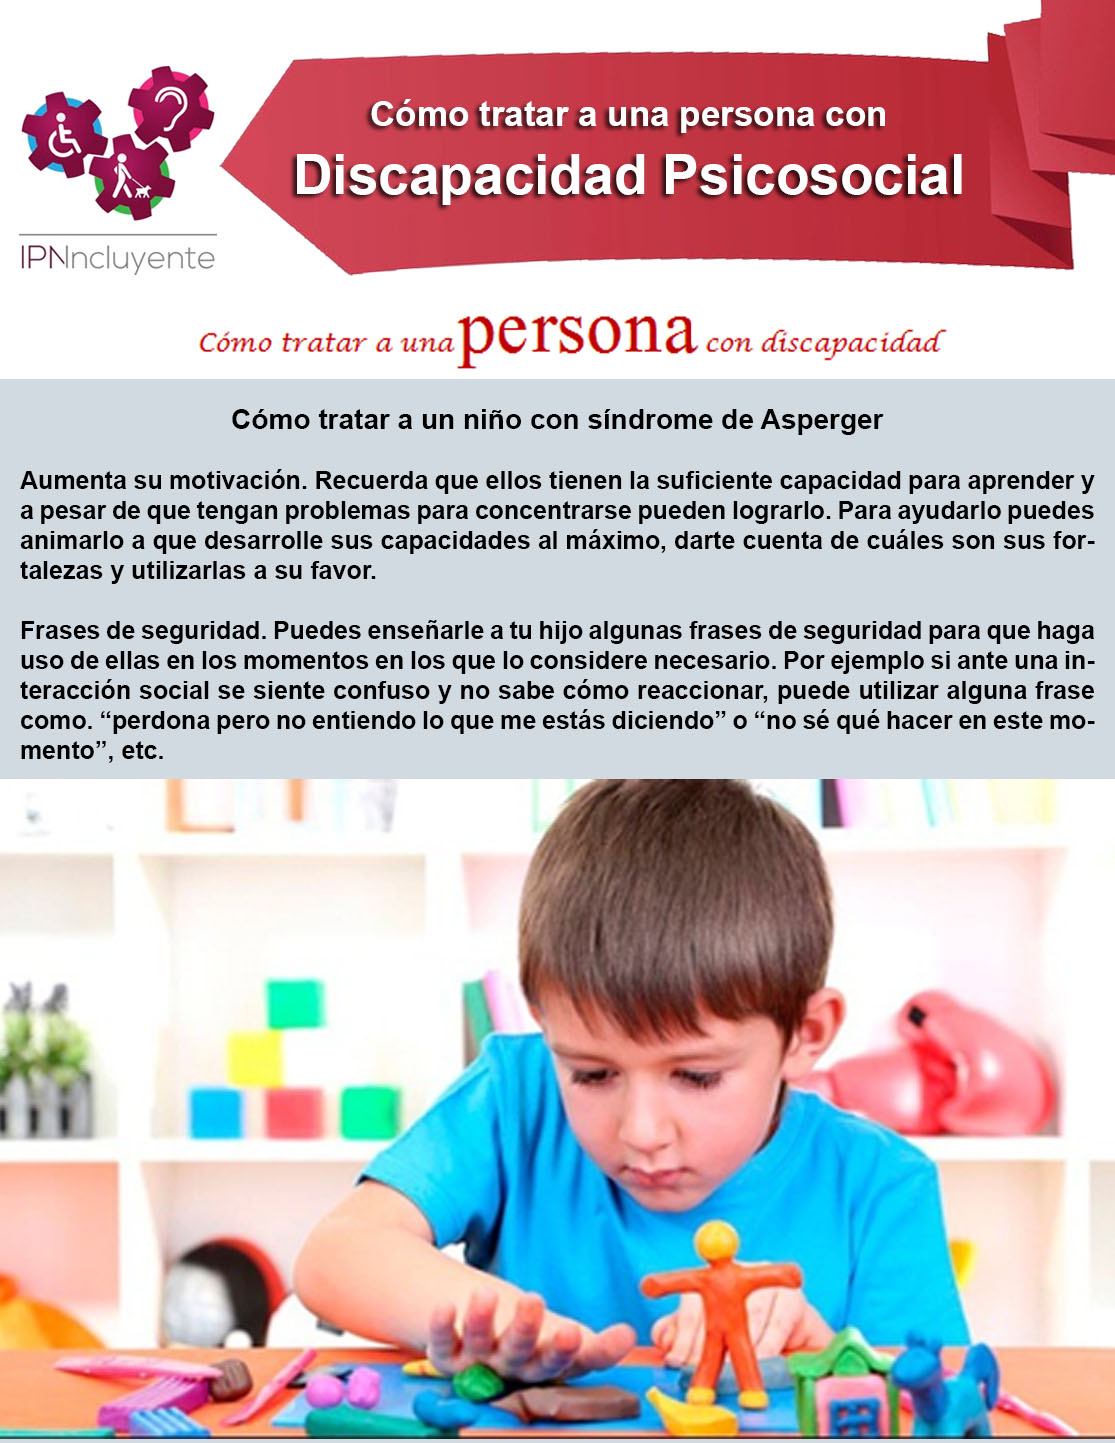 Cómo tratar a una persona con
Discapacidad Psicosocial
IPNIncluyente
Cómo tratar a una persona con discapacidad
Cómo tratar a un niño con síndrome de Asperger
Aumenta su motivación. Recuerda que ellos tienen la suficiente capacidad para aprender y
a pesar de que tengan problemas para concentrarse pueden lograrlo. Para ayudarlo puedes
animarlo a que desarrolle sus capacidades al máximo, darte cuenta de cuáles son sus for-
talezas y utilizarlas a su favor.
Frases de seguridad. Puedes enseñarle a tu hijo algunas frases de seguridad para que haga
uso de ellas en los momentos en los que lo considere necesario. Por ejemplo si ante una in-
teracción social se siente confuso y no sabe cómo reaccionar, puede utilizar alguna frase
como. “perdona pero no entiendo lo que me estás diciendo” o “no sé qué hacer en este mo-
mento”, etc.